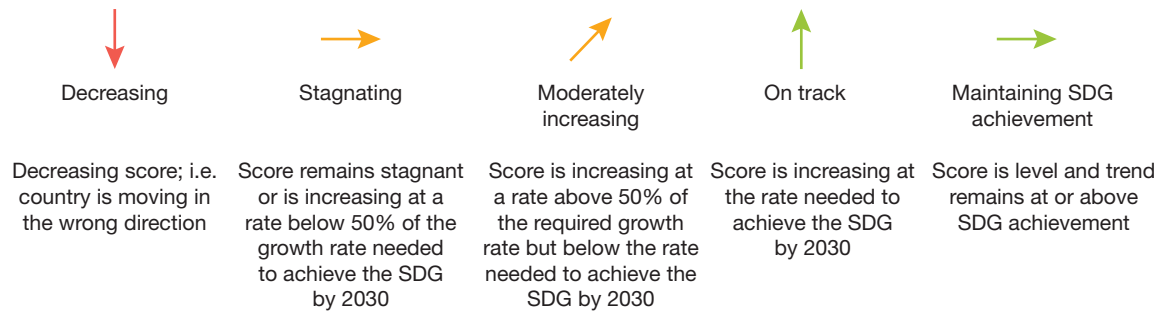 Decreasing
Decreasing score; i.e.
country is moving in
the wrong direction
Stagnating
Score remains stagnant
or is increasing at a
rate below 50% of the
growth rate needed
to achieve the SDG
by 2030
Moderately
increasing
Score is increasing at
a rate above 50% of
the required growth
rate but below the rate
needed to achieve the
SDG by 2030
On track
Score is increasing at
the rate needed to
achieve the SDG
by 2030
Maintaining SDG
achievement
Score is level and trend
remains at or above
SDG achievement